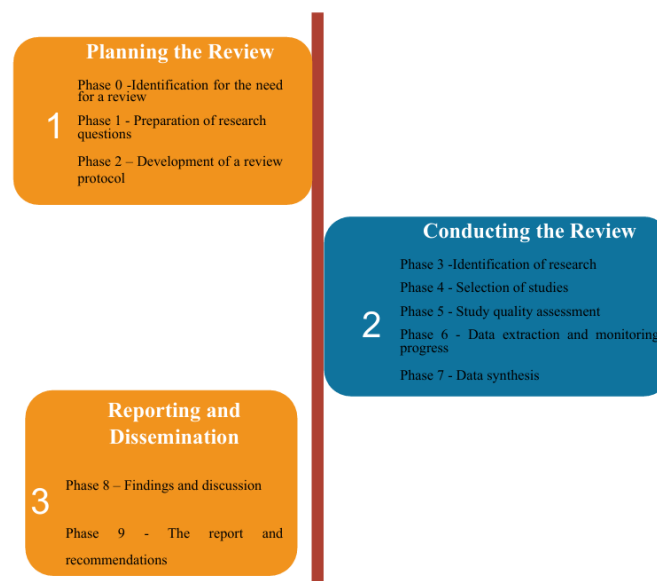 Planning the Review
Phase 0 -Identification for the need
for a review
1
Phase 1 - Preparation of research
questions
Phase 2 – Development of a review
protocol
Conducting the Review
Phase 3 -Identification of research
Phase 4 - Selection of studies
Phase 5 - Study quality assessment
2
Phase 6 - Data extraction and monitoring
progress
Phase 7 - Data synthesis
Reporting and
Dissemination
Phase 8 – Findings and discussion
3
Phase 9 - The report and
recommendations